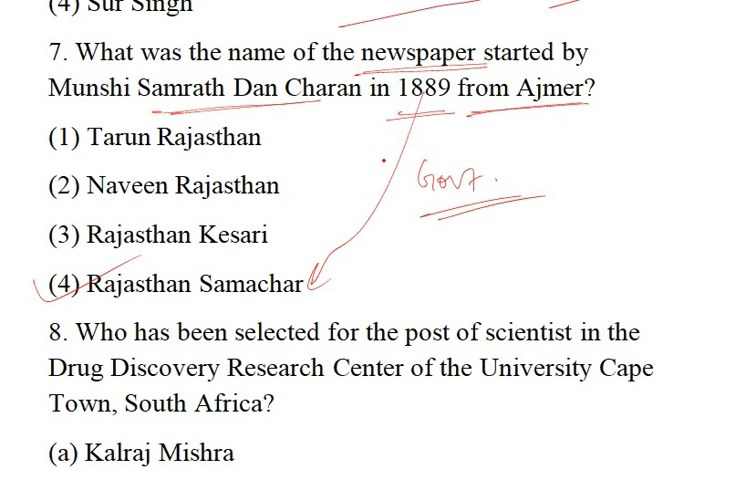 (4) Sur Singh
7. What was the name of the newspaper started by
Munshi Samrath Dan Charan in 1889 from Ajmer?
(1) Tarun Rajasthan
(2) Naveen Rajasthan
Govt.
(3) Rajasthan Kesari
(4) Rajasthan Samachar
8. Who has been selected for the post of scientist in the
Drug Discovery Research Center of the University Cape
Town, South Africa?
(a) Kalraj Mishra